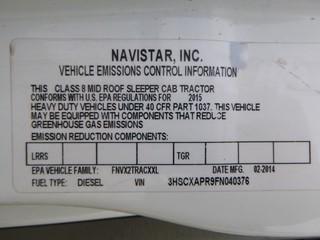 NAVISTAR, INC.
VEHICLE EMISSIONS CONTROL INFORMATION
THIS CLASS 8 MID ROOF SLEEPER CAB TRACTOR
CONFORMS WITH U.S. EPA REGULATIONS FOR 2015
HEAVY DUTY VEHICLES UNDER 40 CFR PART 1037. THIS VEHICLE
MAY BE EQUIPPED WITH COMPONENTS THAT REDUCE
GREENHOUSE GAS EMISSIONS
EMISSION REDUCTION COMPONENTS:
LRRS TGR
EPA VEHICLE FAMILY: FNVX2TRACXXL DATE MFG. 02-2014
FUEL TYPE: DIESEL VIN 3HSCXAPR9FN040376